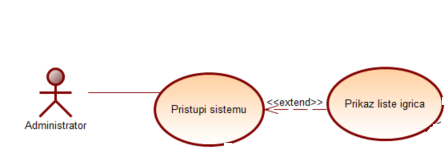 Administrator
Pristupi sistemu
<<extend>>
Prikaz liste igrica